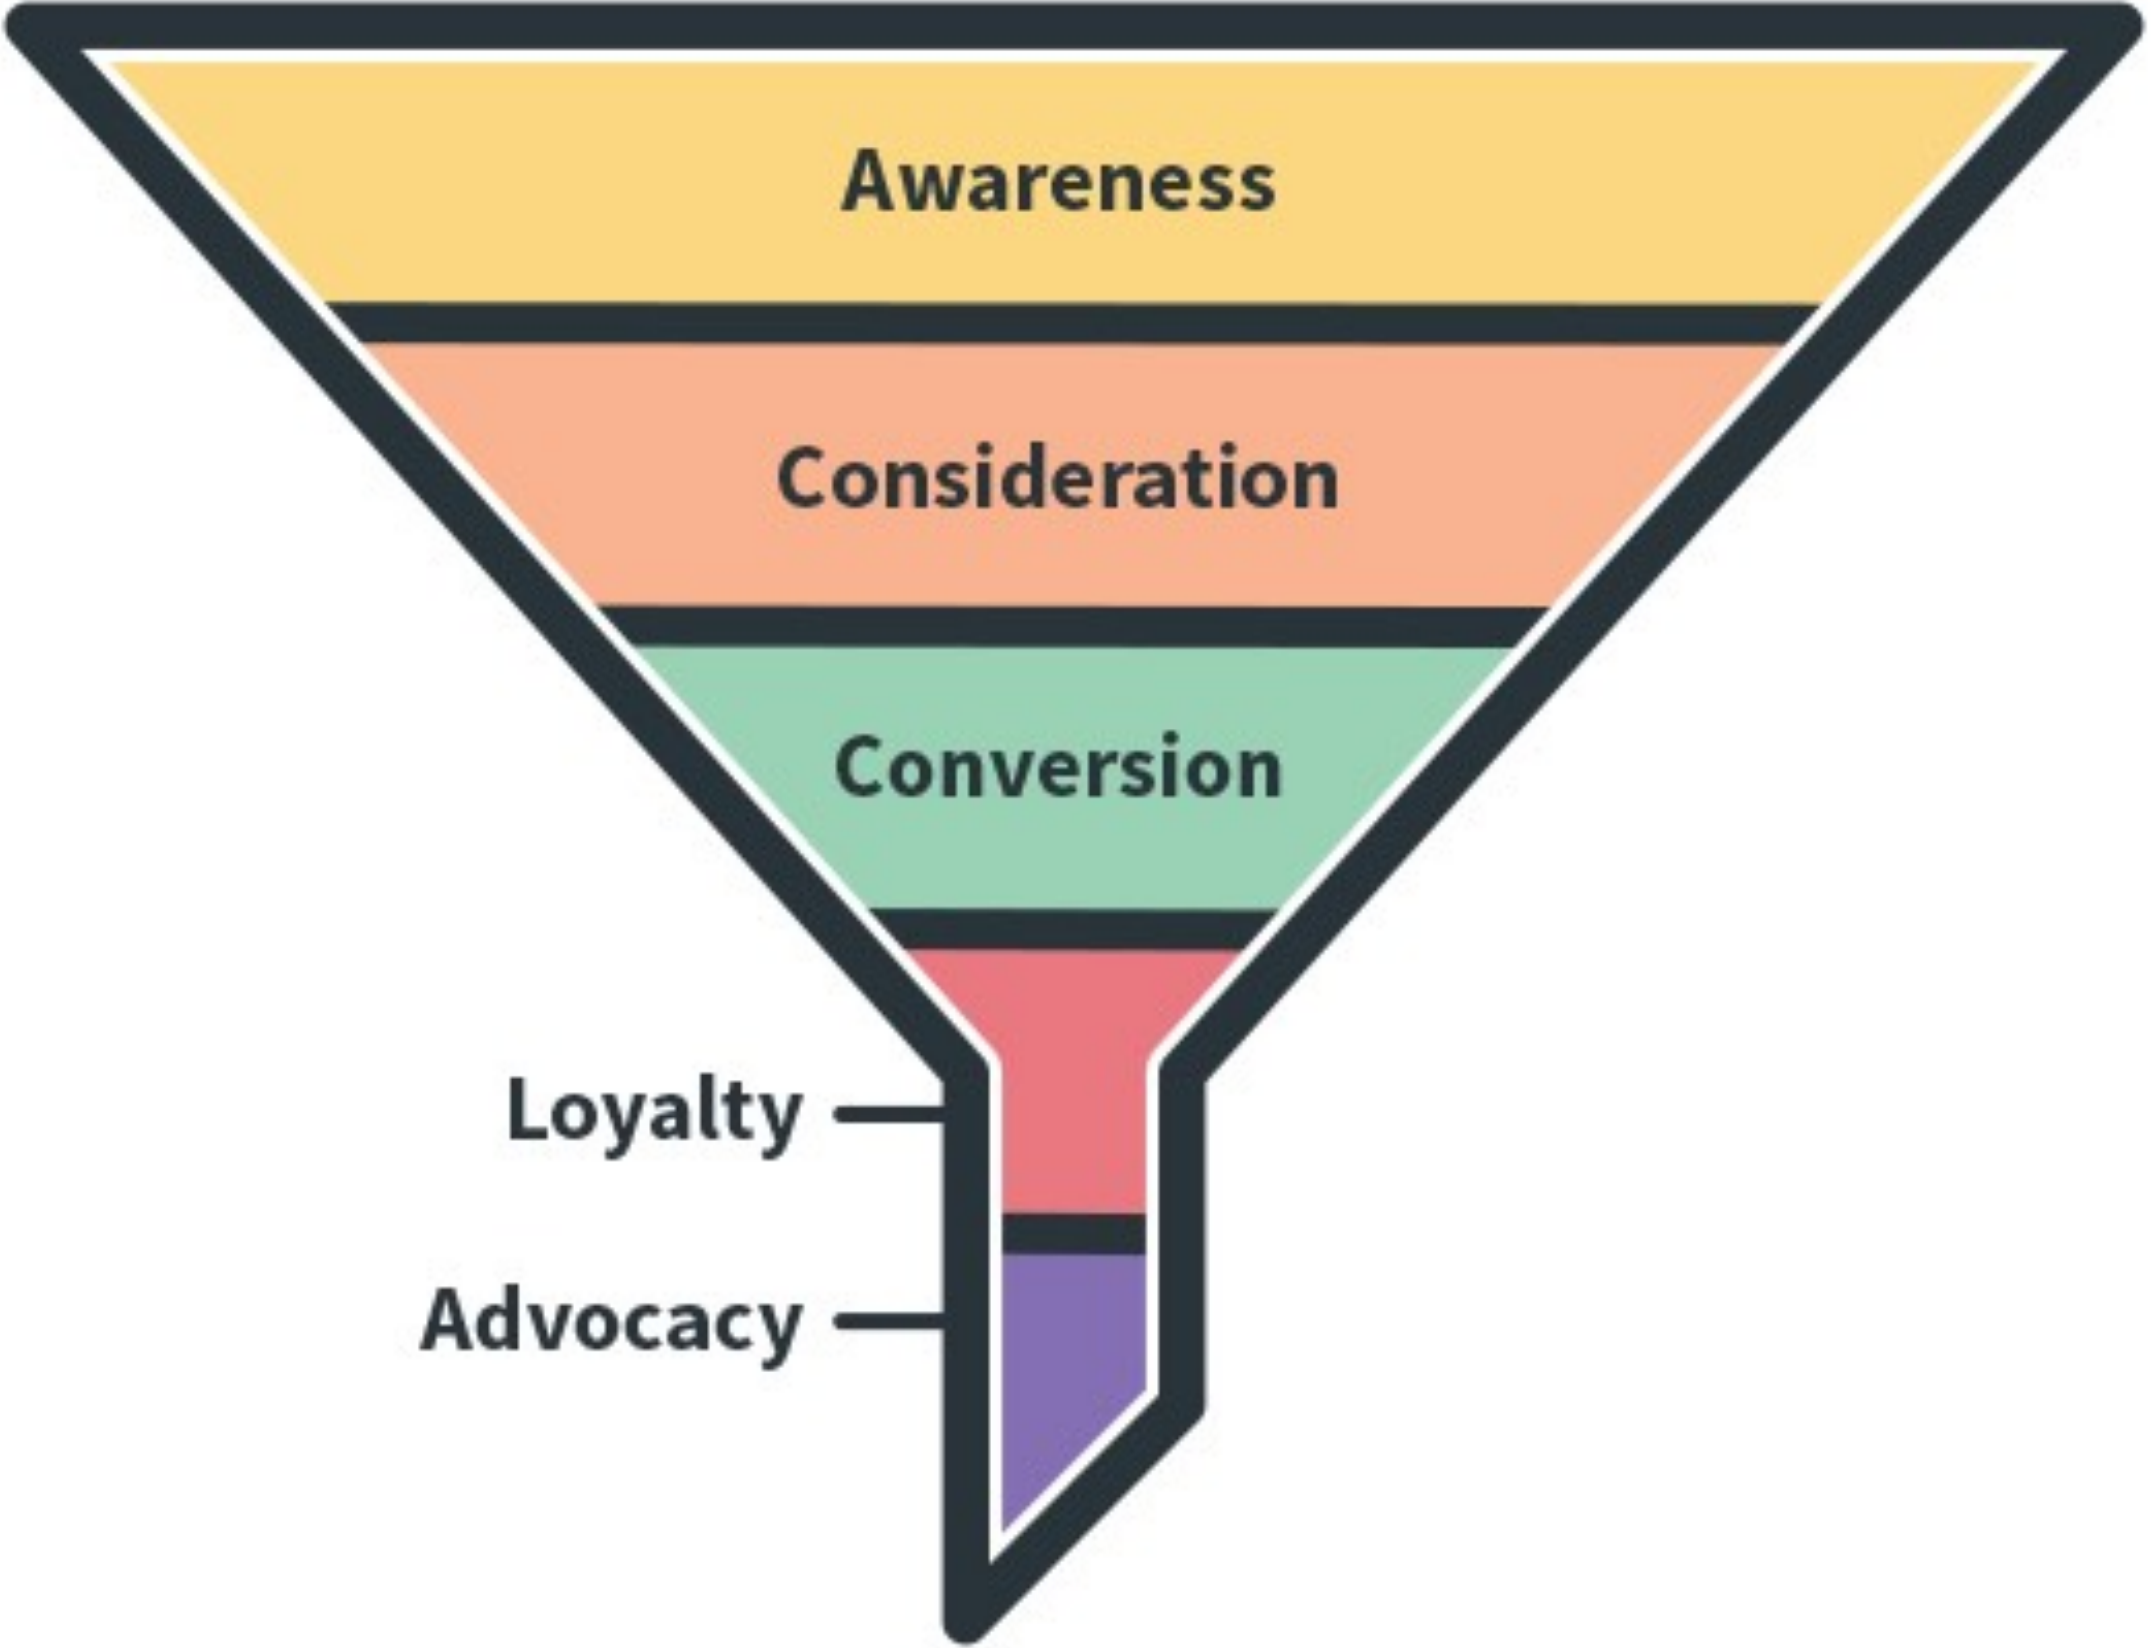 Awareness
Consideration
Conversion
Loyalty
Advocacy